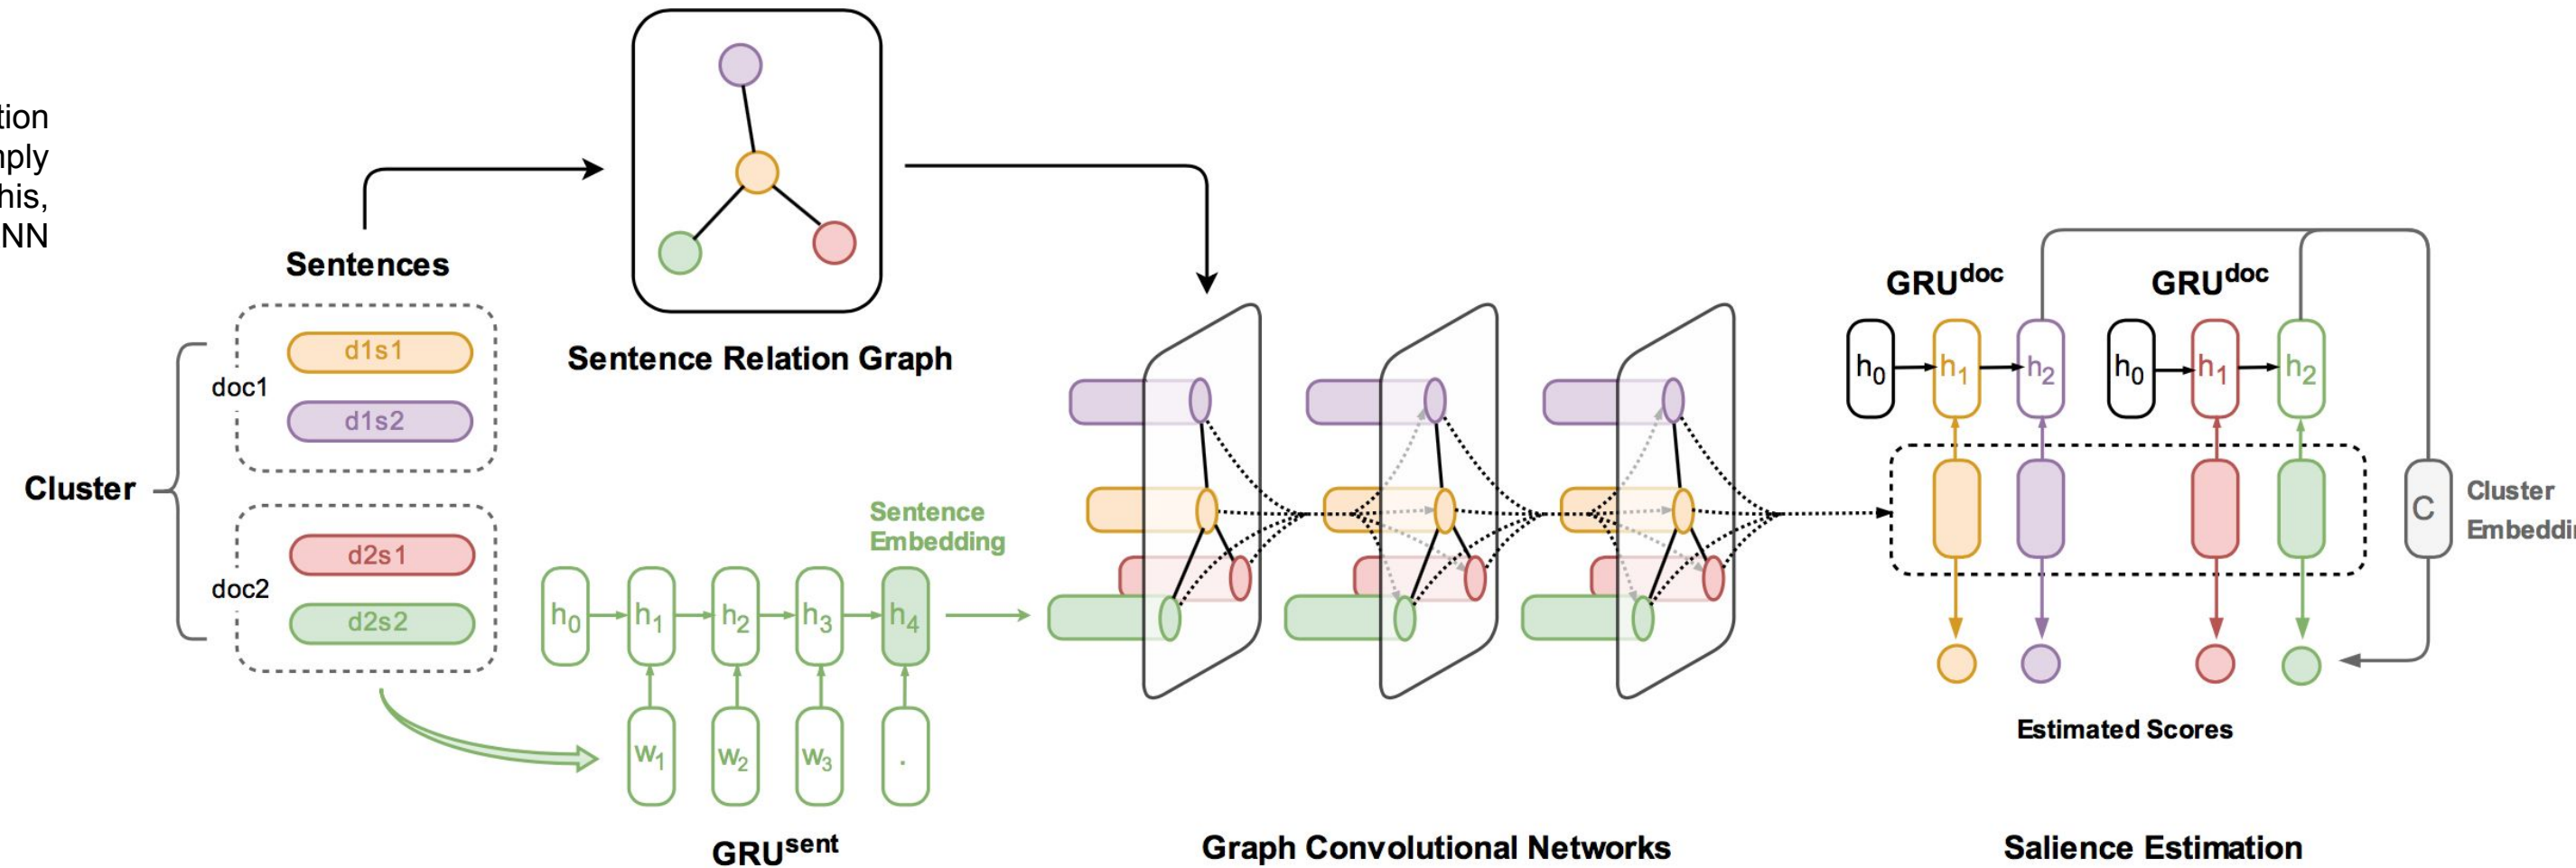 tion
nply
his,
NN
Sentences
doc1
d1s1
d1s2
Cluster
doc2
d2s1
d2s2
Sentence Relation Graph
Sentence
Embedding
h0 h1 h2 h3 h4
w1 w2 w3 .
GRUsent
Graph Convolutional Networks
GRUdoc GRUdoc
h0 h1 h2 h0 h1 h2
C
Cluster
Embeddin
Estimated Scores
Salience Estimation